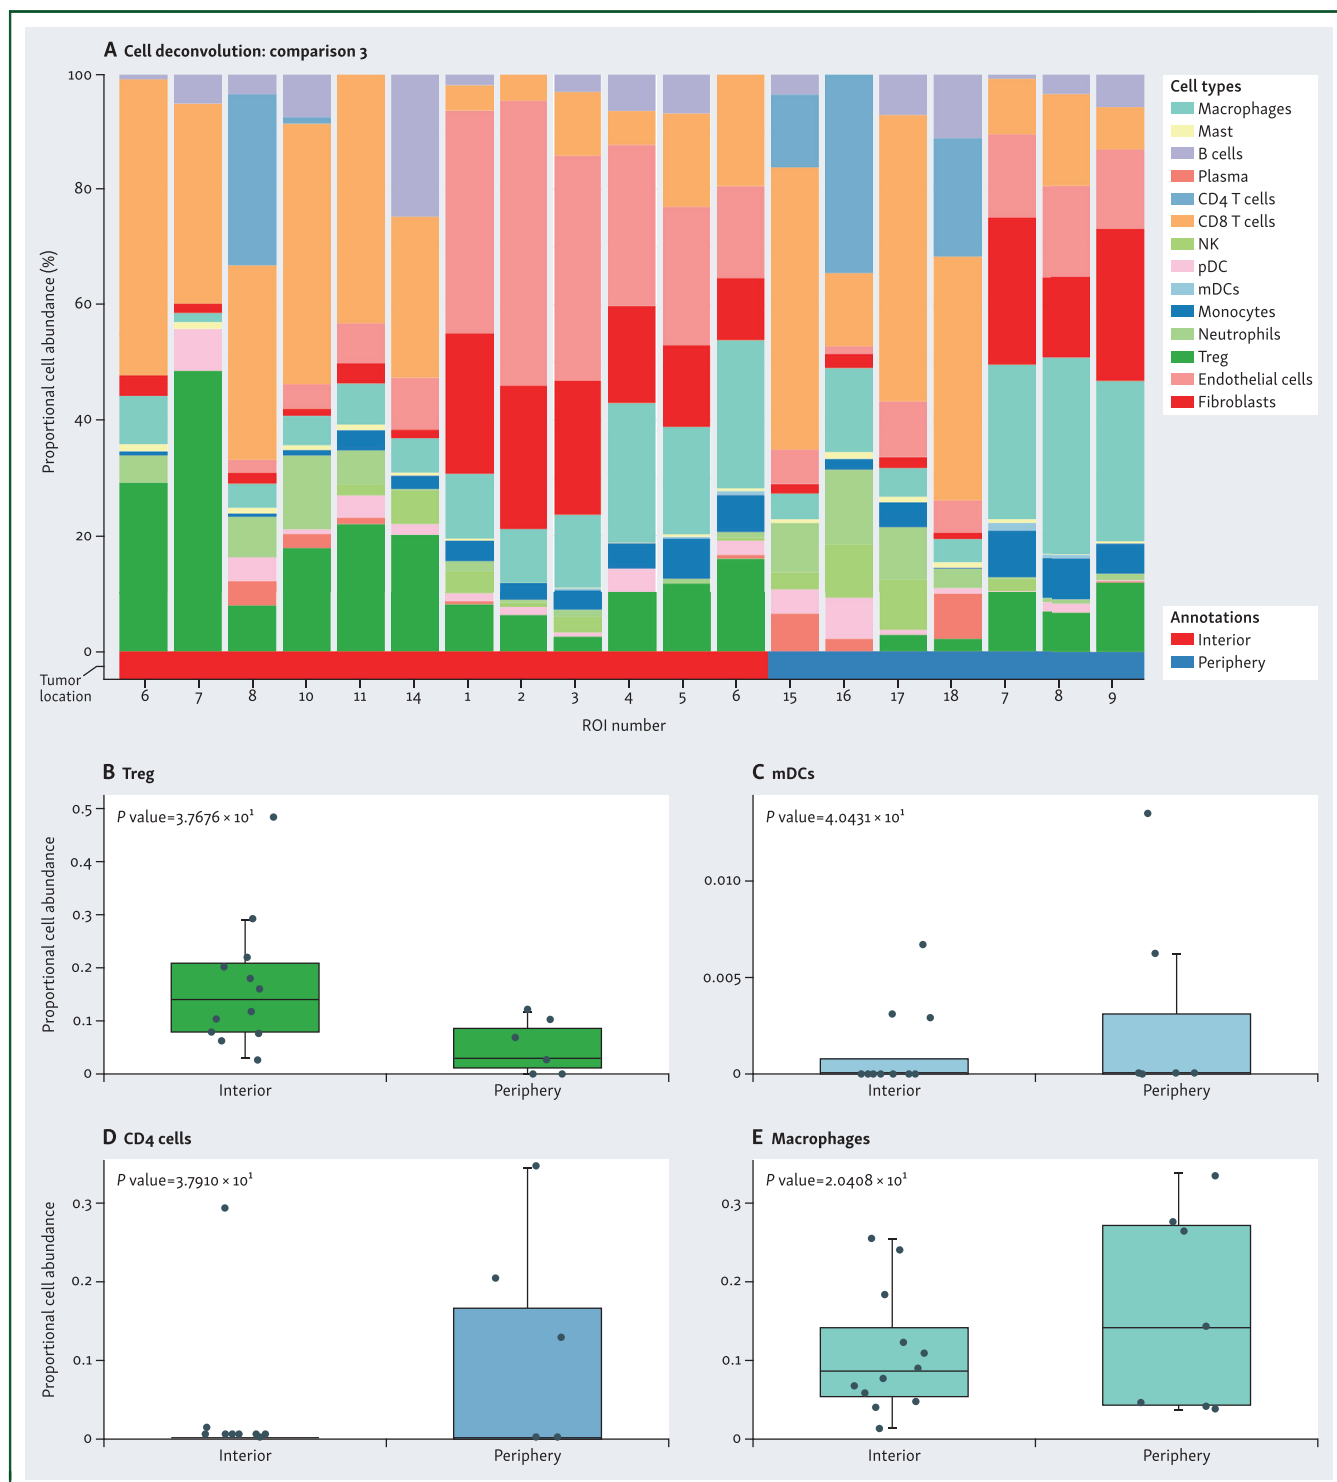 A Cell deconvolution: comparison 3
Proportional cell abundance (%)
100
80
60
40
20
0
Tumor
location
6 7 8 10 11 14 1 2 3 4 5 6 15 16 17 18 7 8 9
ROI number
Cell types
Macrophages
Mast
B cells
Plasma
CD4 T cells
CD8 T cells
NK
pDC
mDCs
Monocytes
Neutrophils
Treg
Endothelial cells
Fibroblasts
Annotations
Interior
Periphery
B Treg
P value=3.7676 × 10¹
Proportional cell abundance
0.5
0.4
0.3
0.2
0.1
0
Interior Periphery
C mDCs
P value=4.0431 × 10¹
0.010
0.005
0
Interior Periphery
D CD4 cells
P value=3.7910 × 10¹
Proportional cell abundance
0.3
0.2
0.1
0
Interior Periphery
E Macrophages
P value=2.0408 × 10¹
0.3
0.2
0.1
0
Interior Periphery